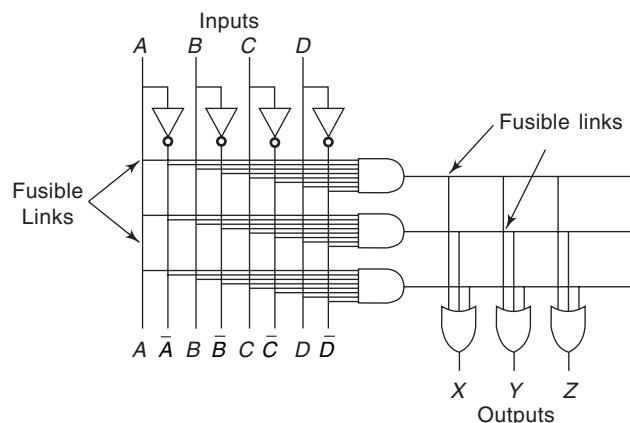 Inputs
A B C D
Fusible links
Fusible
Links
A A̅ B B̅ C C̅ D D̅
X Y Z
Outputs